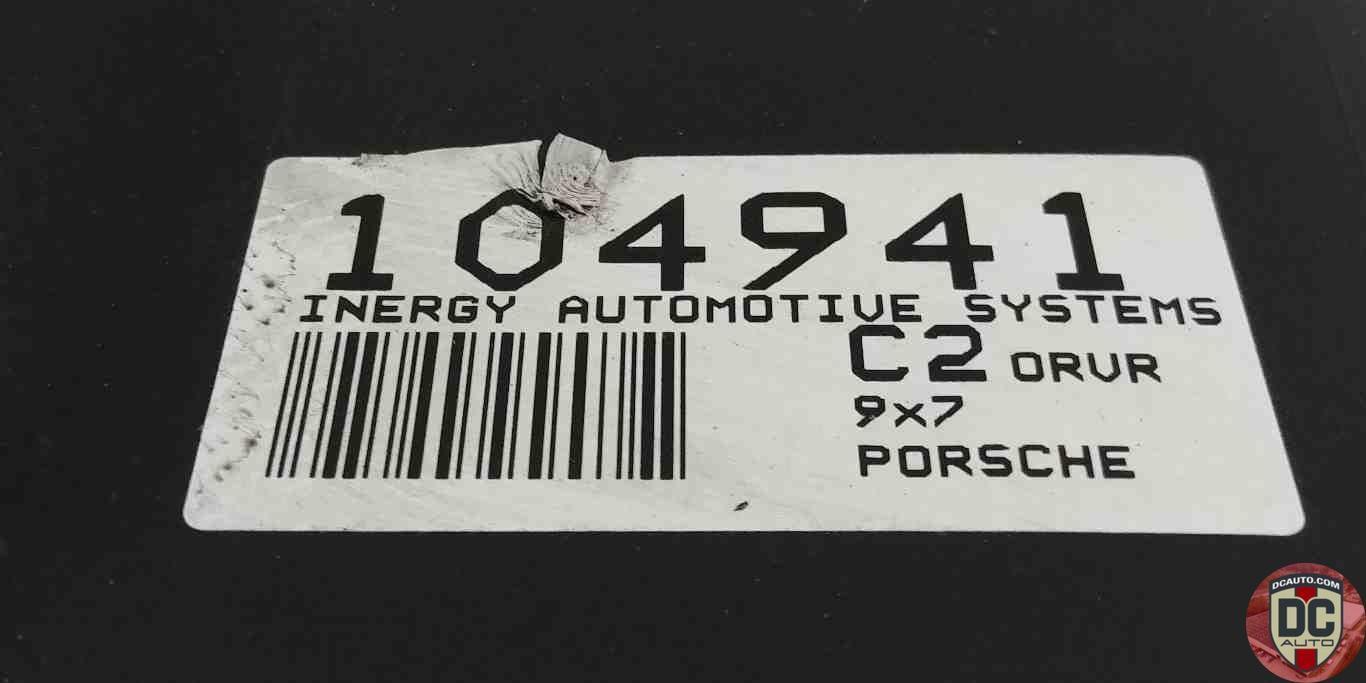 104941
INERGY AUTOMOTIVE SYSTEMS
C2 ORVR
9x7
PORSCHE
DCAUTO.COM
DC
AUTO